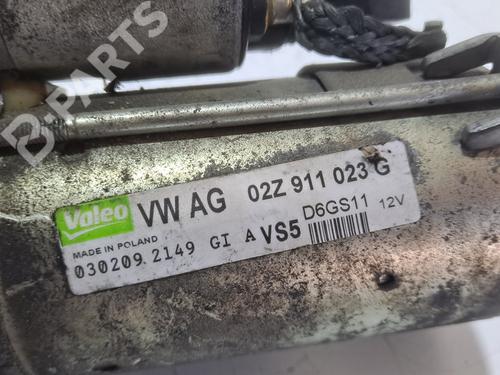 B-PARTS
Valeo VW AG 02Z 911 023 G
MADE IN POLAND D6GS11 12V
030209.2149 GI A VS5